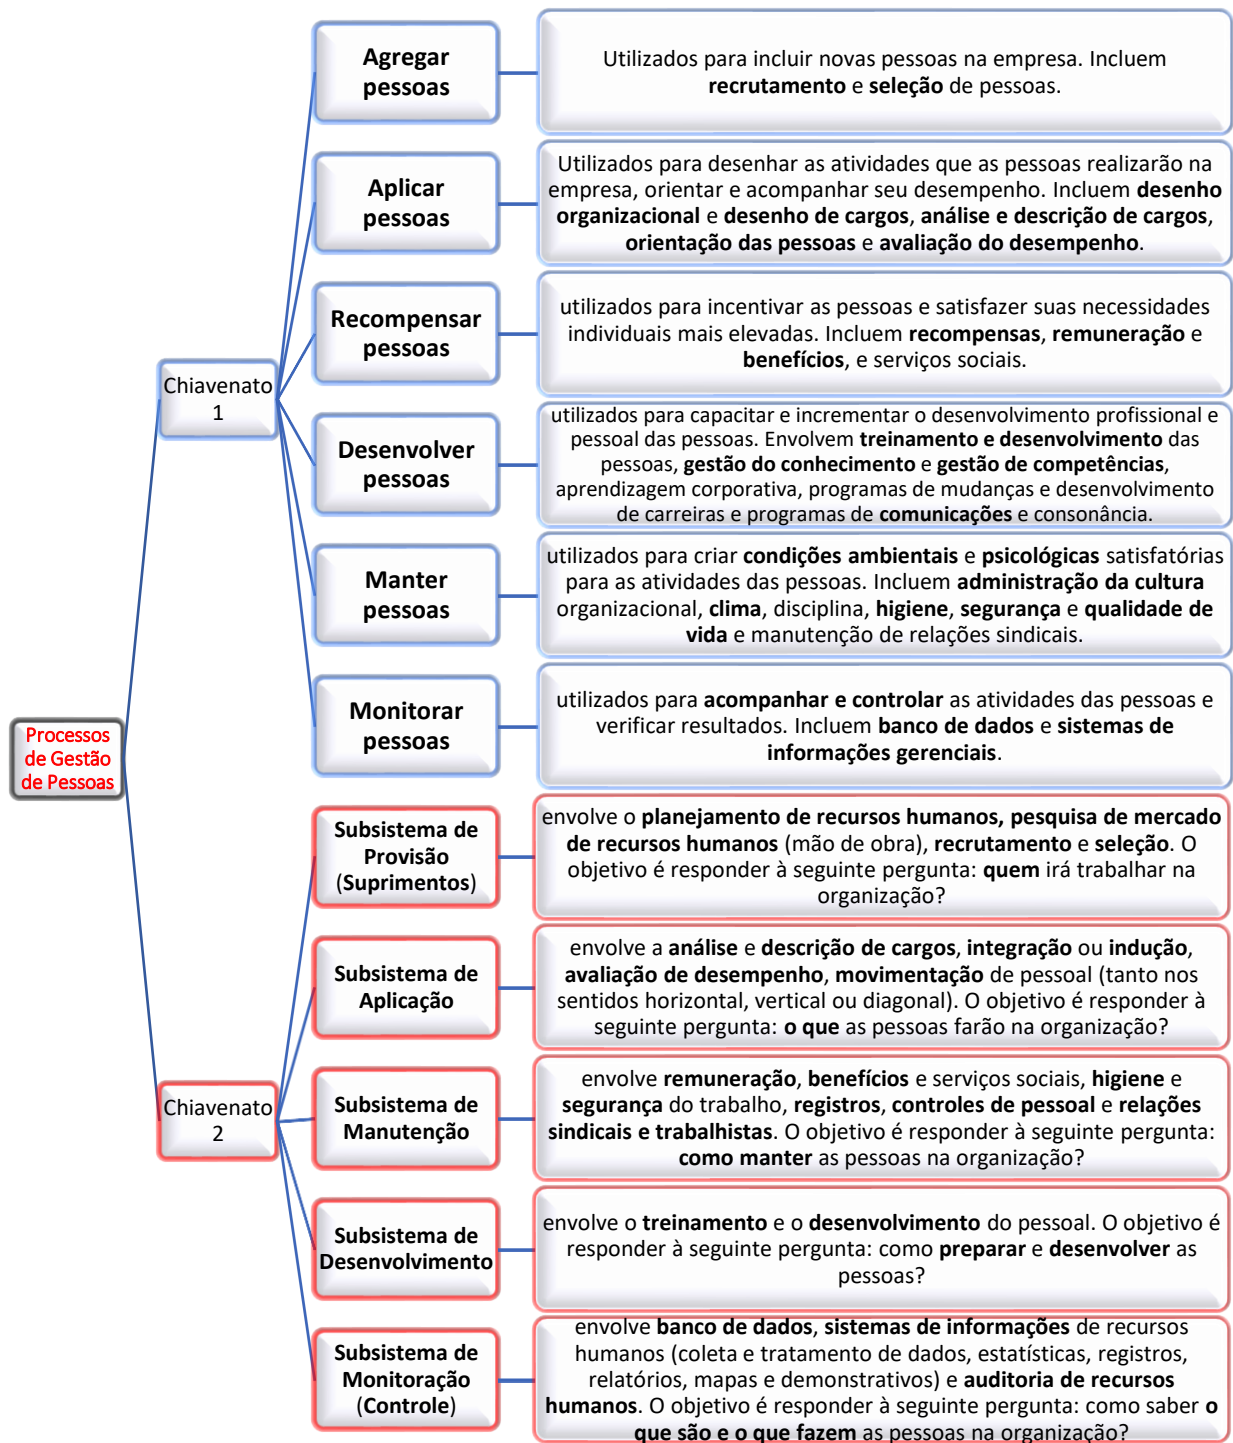 Processos
de Gestão
de Pessoas
Chiavenato
1
Agregar
pessoas
Utilizados para incluir novas pessoas na empresa. Incluem
recrutamento e seleção de pessoas.
Aplicar
pessoas
Utilizados para desenhar as atividades que as pessoas realizarão na
empresa, orientar e acompanhar seu desempenho. Incluem desenho
organizacional e desenho de cargos, análise e descrição de cargos,
orientação das pessoas e avaliação do desempenho.
Recompensar
pessoas
utilizados para incentivar as pessoas e satisfazer suas necessidades
individuais mais elevadas. Incluem recompensas, remuneração e
benefícios, e serviços sociais.
Desenvolver
pessoas
utilizados para capacitar e incrementar o desenvolvimento profissional e
pessoal das pessoas. Envolvem treinamento e desenvolvimento das
pessoas, gestão do conhecimento e gestão de competências,
aprendizagem corporativa, programas de mudanças e desenvolvimento
de carreiras e programas de comunicações e consonância.
Manter
pessoas
utilizados para criar condições ambientais e psicológicas satisfatórias
para as atividades das pessoas. Incluem administração da cultura
organizacional, clima, disciplina, higiene, segurança e qualidade de
vida e manutenção de relações sindicais.
Monitorar
pessoas
utilizados para acompanhar e controlar as atividades das pessoas e
verificar resultados. Incluem banco de dados e sistemas de
informações gerenciais.
Chiavenato
2
Subsistema de
Provisão
(Suprimentos)
envolve o planejamento de recursos humanos, pesquisa de mercado
de recursos humanos (mão de obra), recrutamento e seleção. O
objetivo é responder à seguinte pergunta: quem irá trabalhar na
organização?
Subsistema de
Aplicação
envolve a análise e descrição de cargos, integração ou indução,
avaliação de desempenho, movimentação de pessoal (tanto nos
sentidos horizontal, vertical ou diagonal). O objetivo é responder à
seguinte pergunta: o que as pessoas farão na organização?
Subsistema de
Manutenção
envolve remuneração, benefícios e serviços sociais, higiene e
segurança do trabalho, registros, controles de pessoal e relações
sindicais e trabalhistas. O objetivo é responder à seguinte pergunta:
como manter as pessoas na organização?
Subsistema de
Desenvolvimento
envolve o treinamento e o desenvolvimento do pessoal. O objetivo é
responder à seguinte pergunta: como preparar e desenvolver as
pessoas?
Subsistema de
Monitoração
(Controle)
envolve banco de dados, sistemas de informações de recursos
humanos (coleta e tratamento de dados, estatísticas, registros,
relatórios, mapas e demonstrativos) e auditoria de recursos
humanos. O objetivo é responder à seguinte pergunta: como saber o
que são e o que fazem as pessoas na organização?